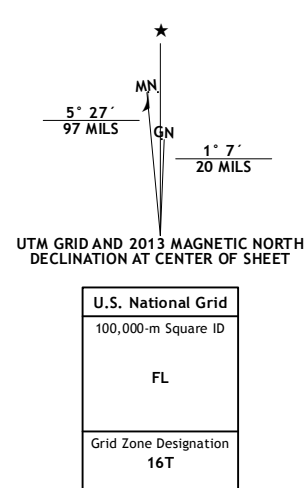 ★
MN
5° 27´
97 MILS
GN
1° 7´
20 MILS
UTM GRID AND 2013 MAGNETIC NORTH
DECLINATION AT CENTER OF SHEET
U.S. National Grid
100,000-m Square ID
FL
Grid Zone Designation
16T